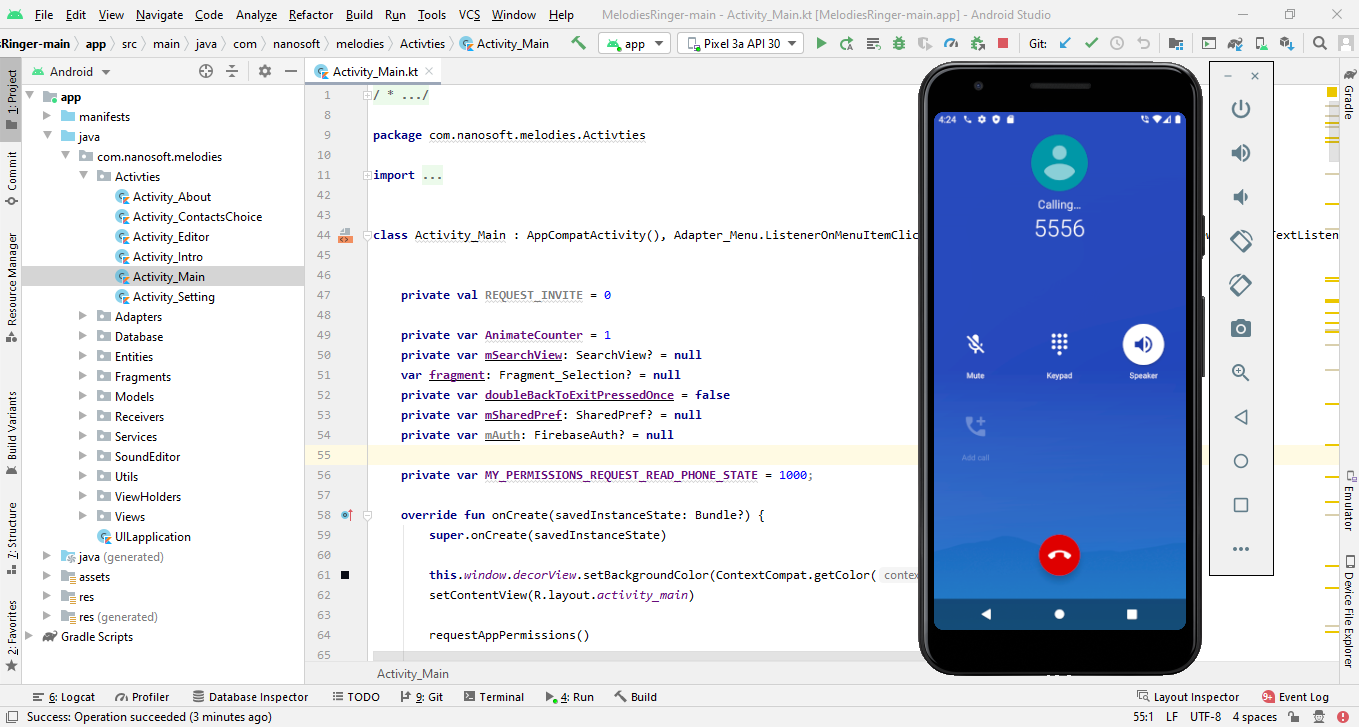 File Edit View Navigate Code Analyze Refactor Build Run Tools VCS Window Help MelodiesRinger-main - Activity_Main.kt [MelodiesRinger-main.app] - Android Studio
sRinger-main app src main java com nanosoft melodies Activties Activity_Main app Pixel 3a API 30 Git:
Android
Activity_Main.kt
1: Project
Commit
Resource Manager
Build Variants
7: Structure
2: Favorites
app
manifests
java
com.nanosoft.melodies
Activties
Activity_About
Activity_ContactsChoice
Activity_Editor
Activity_Intro
Activity_Main
Activity_Setting
Adapters
Database
Entities
Fragments
Models
Receivers
Services
SoundEditor
Utils
ViewHolders
Views
UILapplication
java (generated)
assets
res
res (generated)
Gradle Scripts
1 / * .../
8
9 package com.nanosoft.melodies.Activties
10
11 import ...
42
43
44 class Activity_Main : AppCompatActivity(), Adapter_Menu.ListenerOnMenuItemClic TextListen
45
46
47 private val REQUEST_INVITE = 0
48
49 private var AnimateCounter = 1
50 private var mSearchView: SearchView? = null
51 var fragment: Fragment_Selection? = null
52 private var doubleBackToExitPressedOnce = false
53 private var mSharedPref: SharedPref? = null
54 private var mAuth: FirebaseAuth? = null
55
56 private var MY_PERMISSIONS_REQUEST_READ_PHONE_STATE = 1000;
57
58 override fun onCreate(savedInstanceState: Bundle?) {
59 super.onCreate(savedInstanceState)
60
61 this.window.decorView.setBackgroundColor(ContextCompat.getColor( contex
62 setContentView(R.layout.activity_main)
63
64 requestAppPermissions()
65
Activity_Main
4:24
Calling...
5556
Mute Keypad Speaker
Add call
Gradle
Emulator
Device File Explorer
6: Logcat Profiler Database Inspector TODO 9: Git Terminal 4: Run Build Layout Inspector Event Log
Success: Operation succeeded (3 minutes ago) 55:1 LF UTF-8 4 spaces